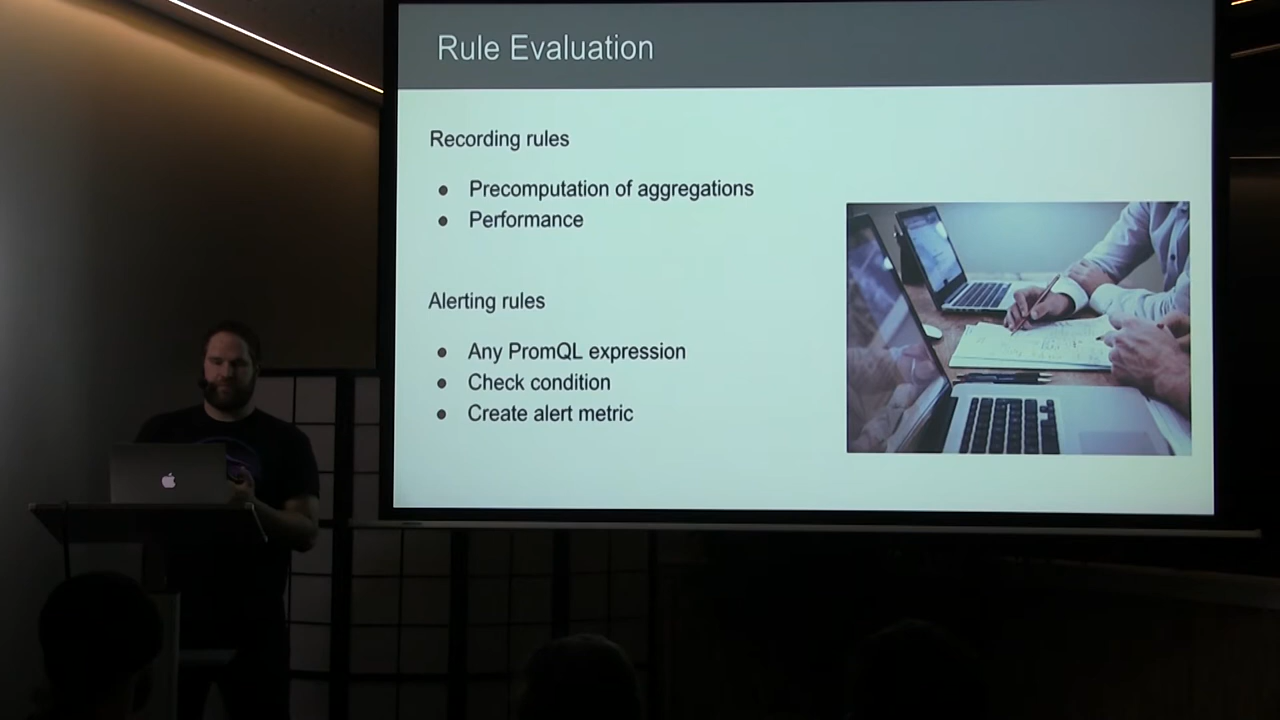 Rule Evaluation
Recording rules
Precomputation of aggregations
Performance
Alerting rules
Any PromQL expression
Check condition
Create alert metric